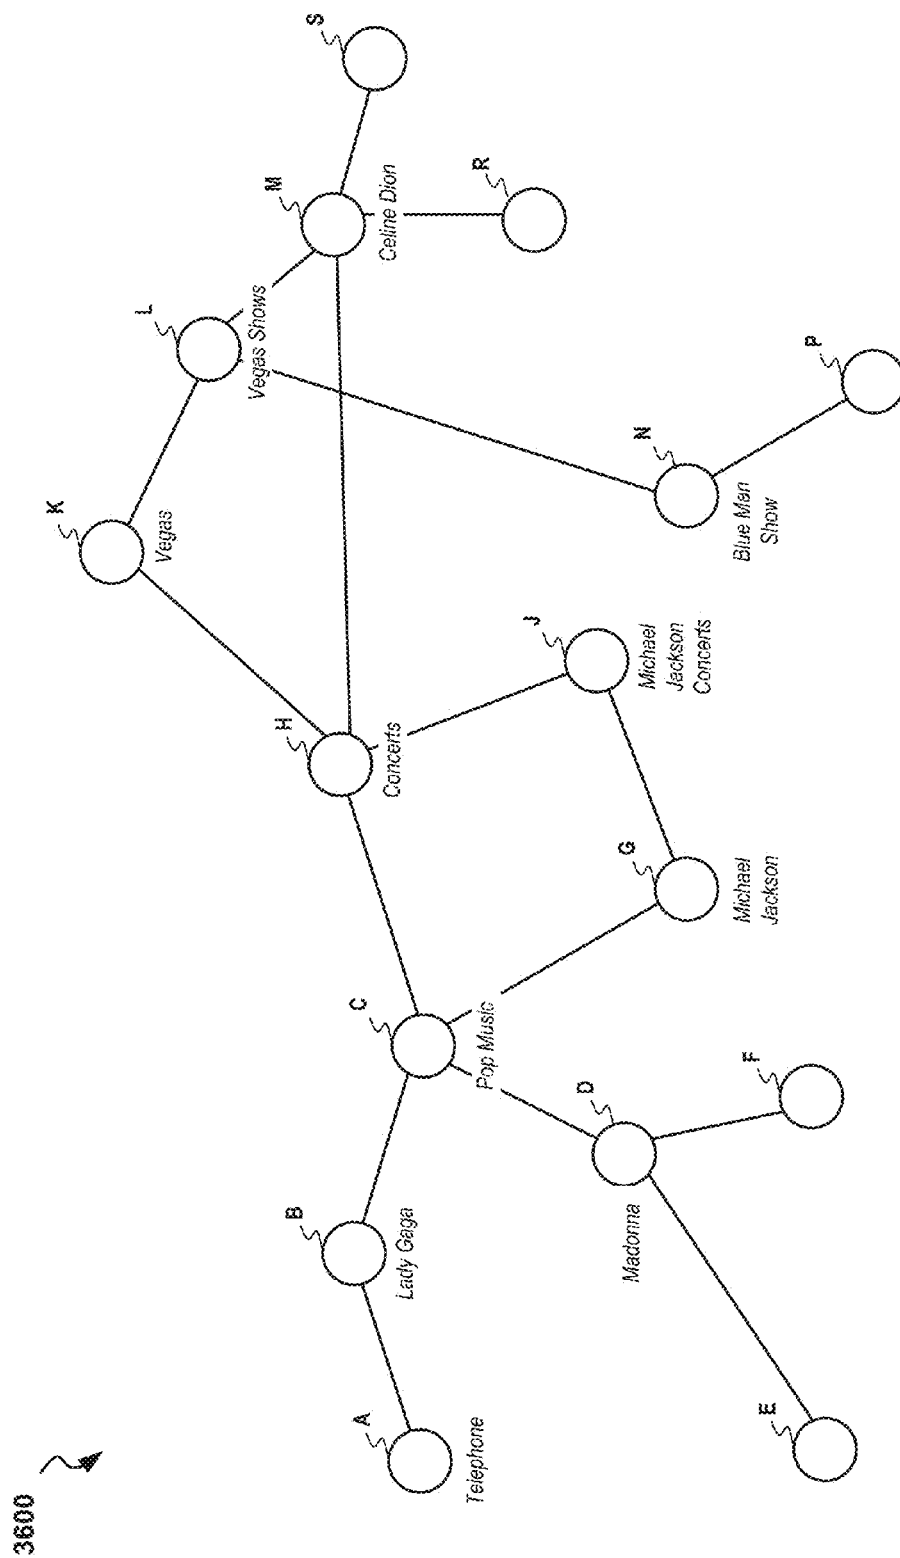 3600
A
Telephone
B
Lady Gaga
C
Pop Music
D
Madonna
E
F
G
Michael
Jackson
H
Concerts
J
Michael
Jackson
Concerts
K
Vegas
L
Vegas Shows
M
Celine Dion
N
Blue Man
Show
P
R
S